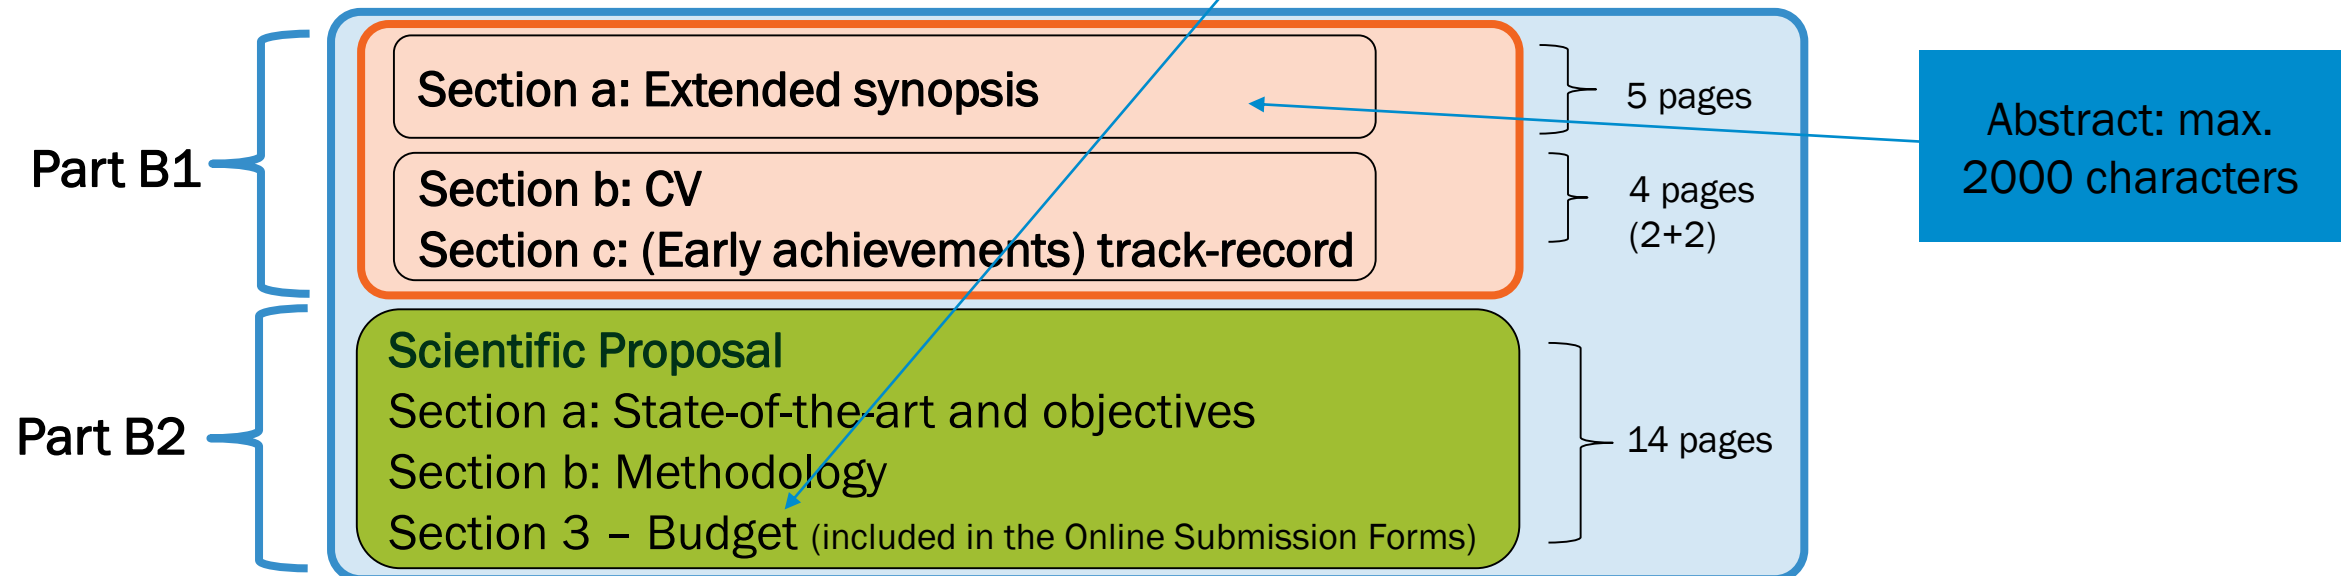 Part B1
Section a: Extended synopsis
5 pages
Section b: CV
Section c: (Early achievements) track-record
4 pages
(2+2)
Abstract: max.
2000 characters
Part B2
Scientific Proposal
Section a: State-of-the-art and objectives
Section b: Methodology
Section 3 – Budget (included in the Online Submission Forms)
14 pages